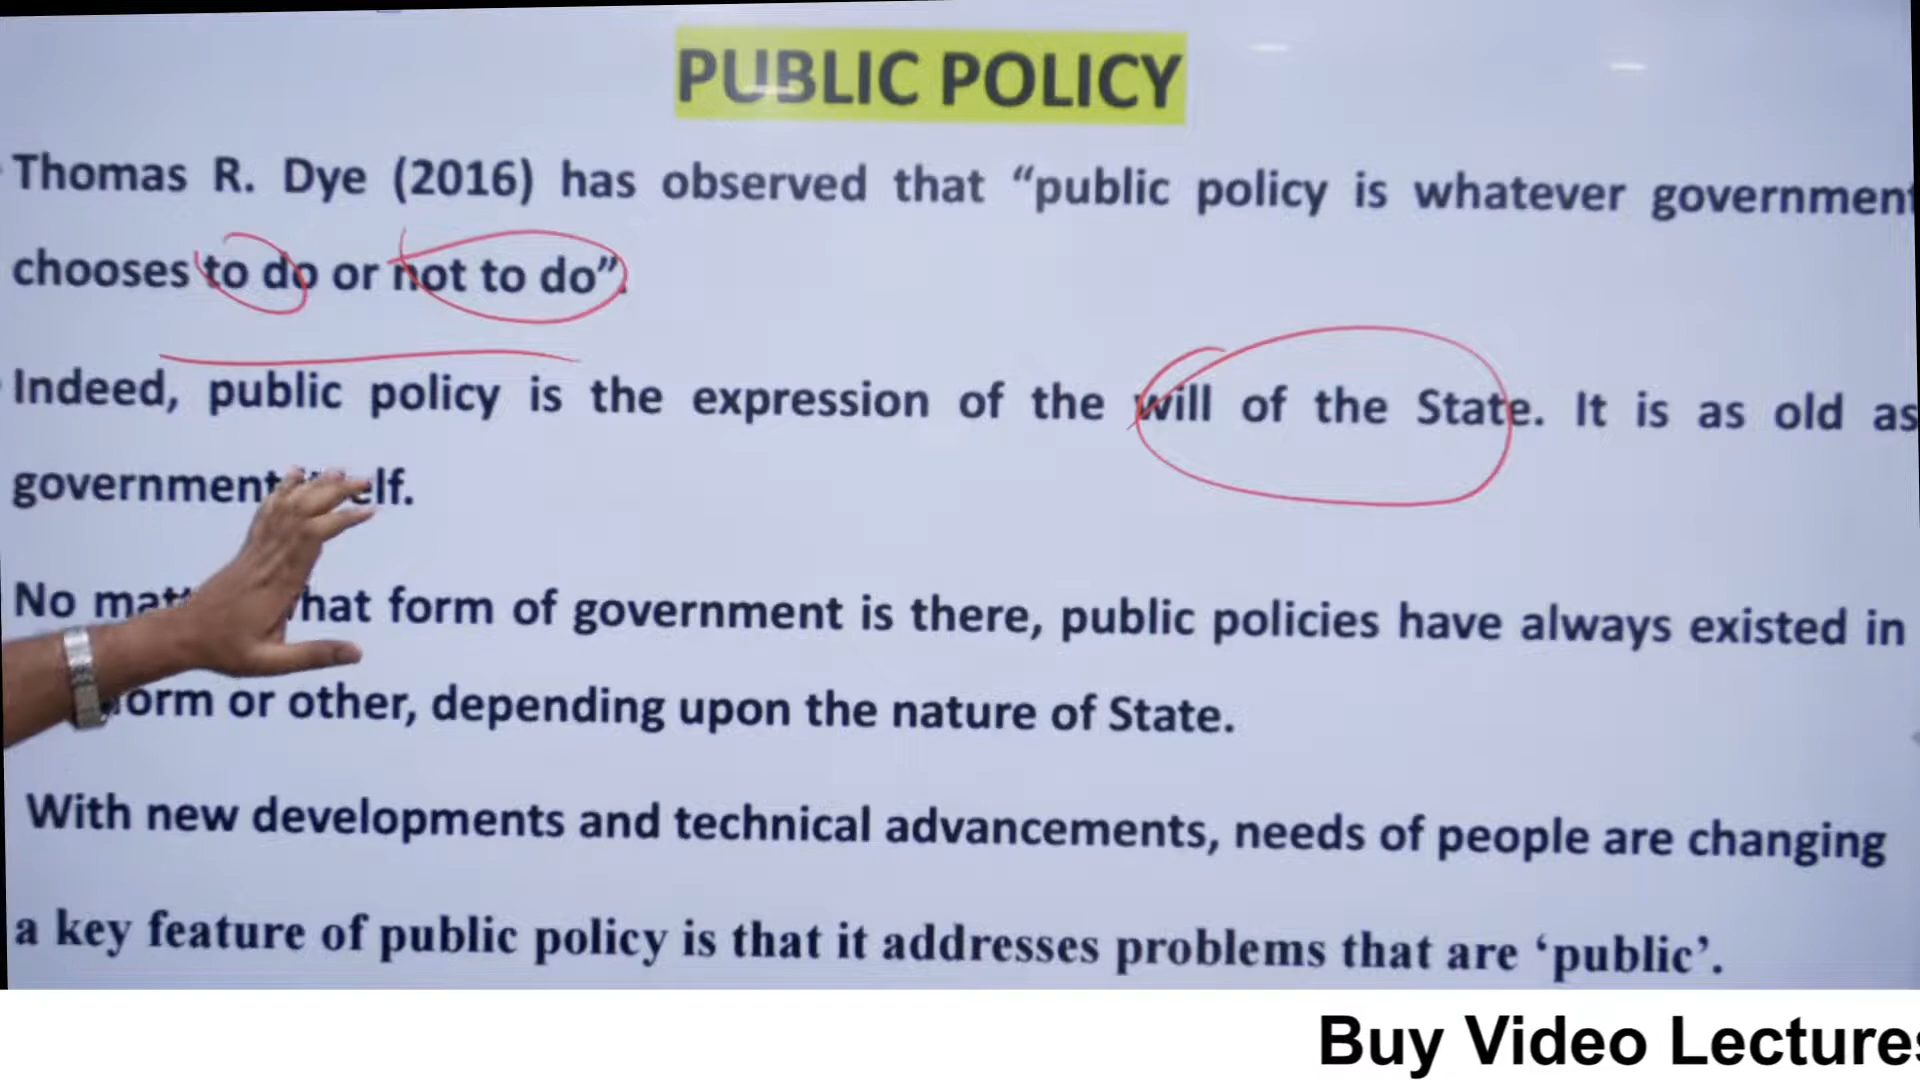 PUBLIC POLICY
Thomas R. Dye (2016) has observed that “public policy is whatever government
chooses to do or not to do”.
Indeed, public policy is the expression of the will of the State. It is as old as
government
No what form of government is there, public policies have always existed in
form or other, depending upon the nature of State.
With new developments and technical advancements, needs of people are changing
a key feature of public policy is that it addresses problems that are ‘public’.
Buy Video Lectures